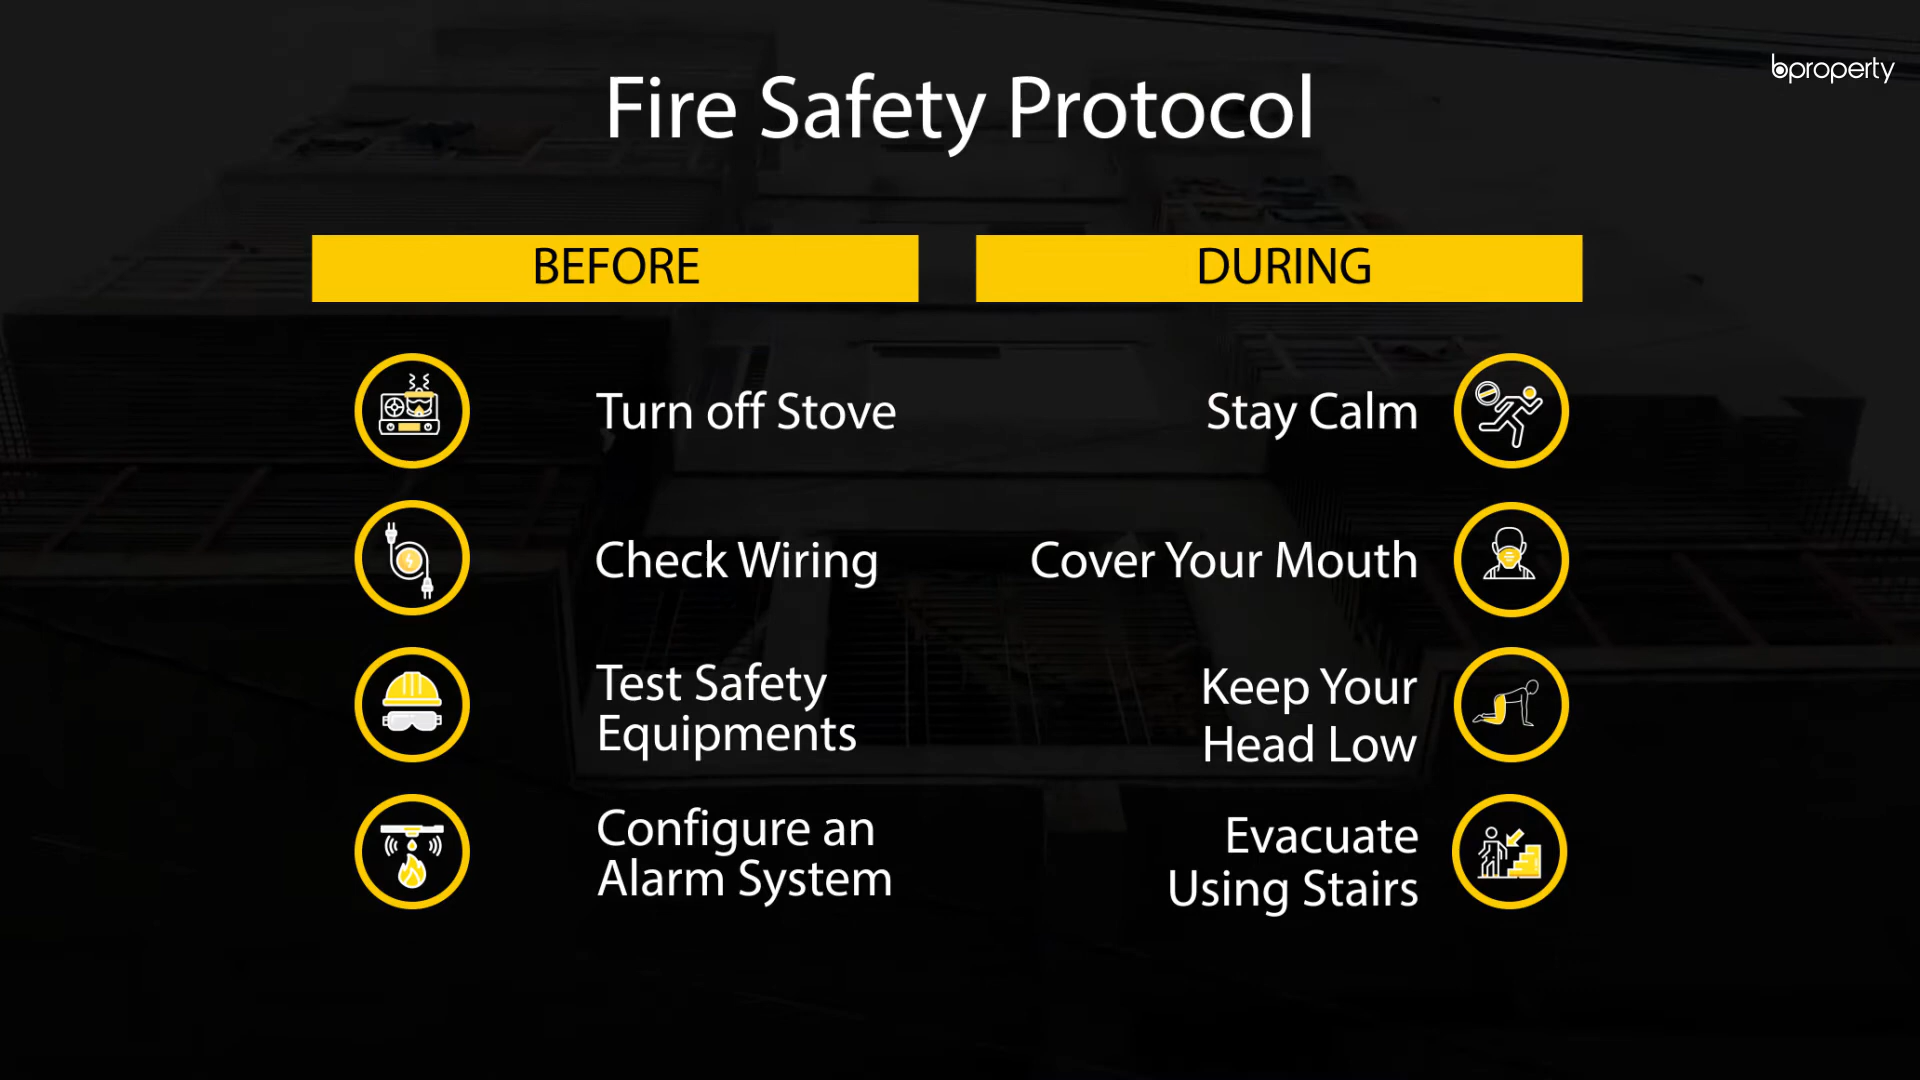 bproperty
Fire Safety Protocol
BEFORE
Turn off Stove
Check Wiring
Test Safety
Equipments
Configure an
Alarm System
DURING
Stay Calm
Cover Your Mouth
Keep Your
Head Low
Evacuate
Using Stairs